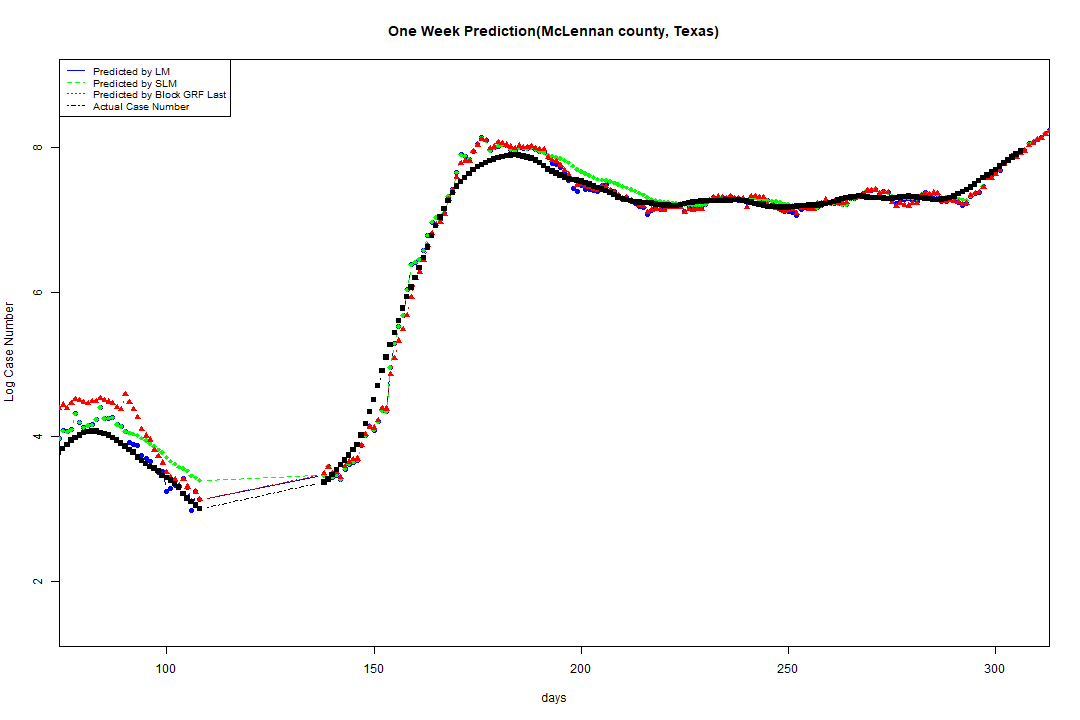 One Week Prediction(McLennan county, Texas)
Predicted by LM
Predicted by SLM
Predicted by Block GRF Last
Actual Case Number
8
6
4
2
Log Case Number
100 150 200 250 300
days